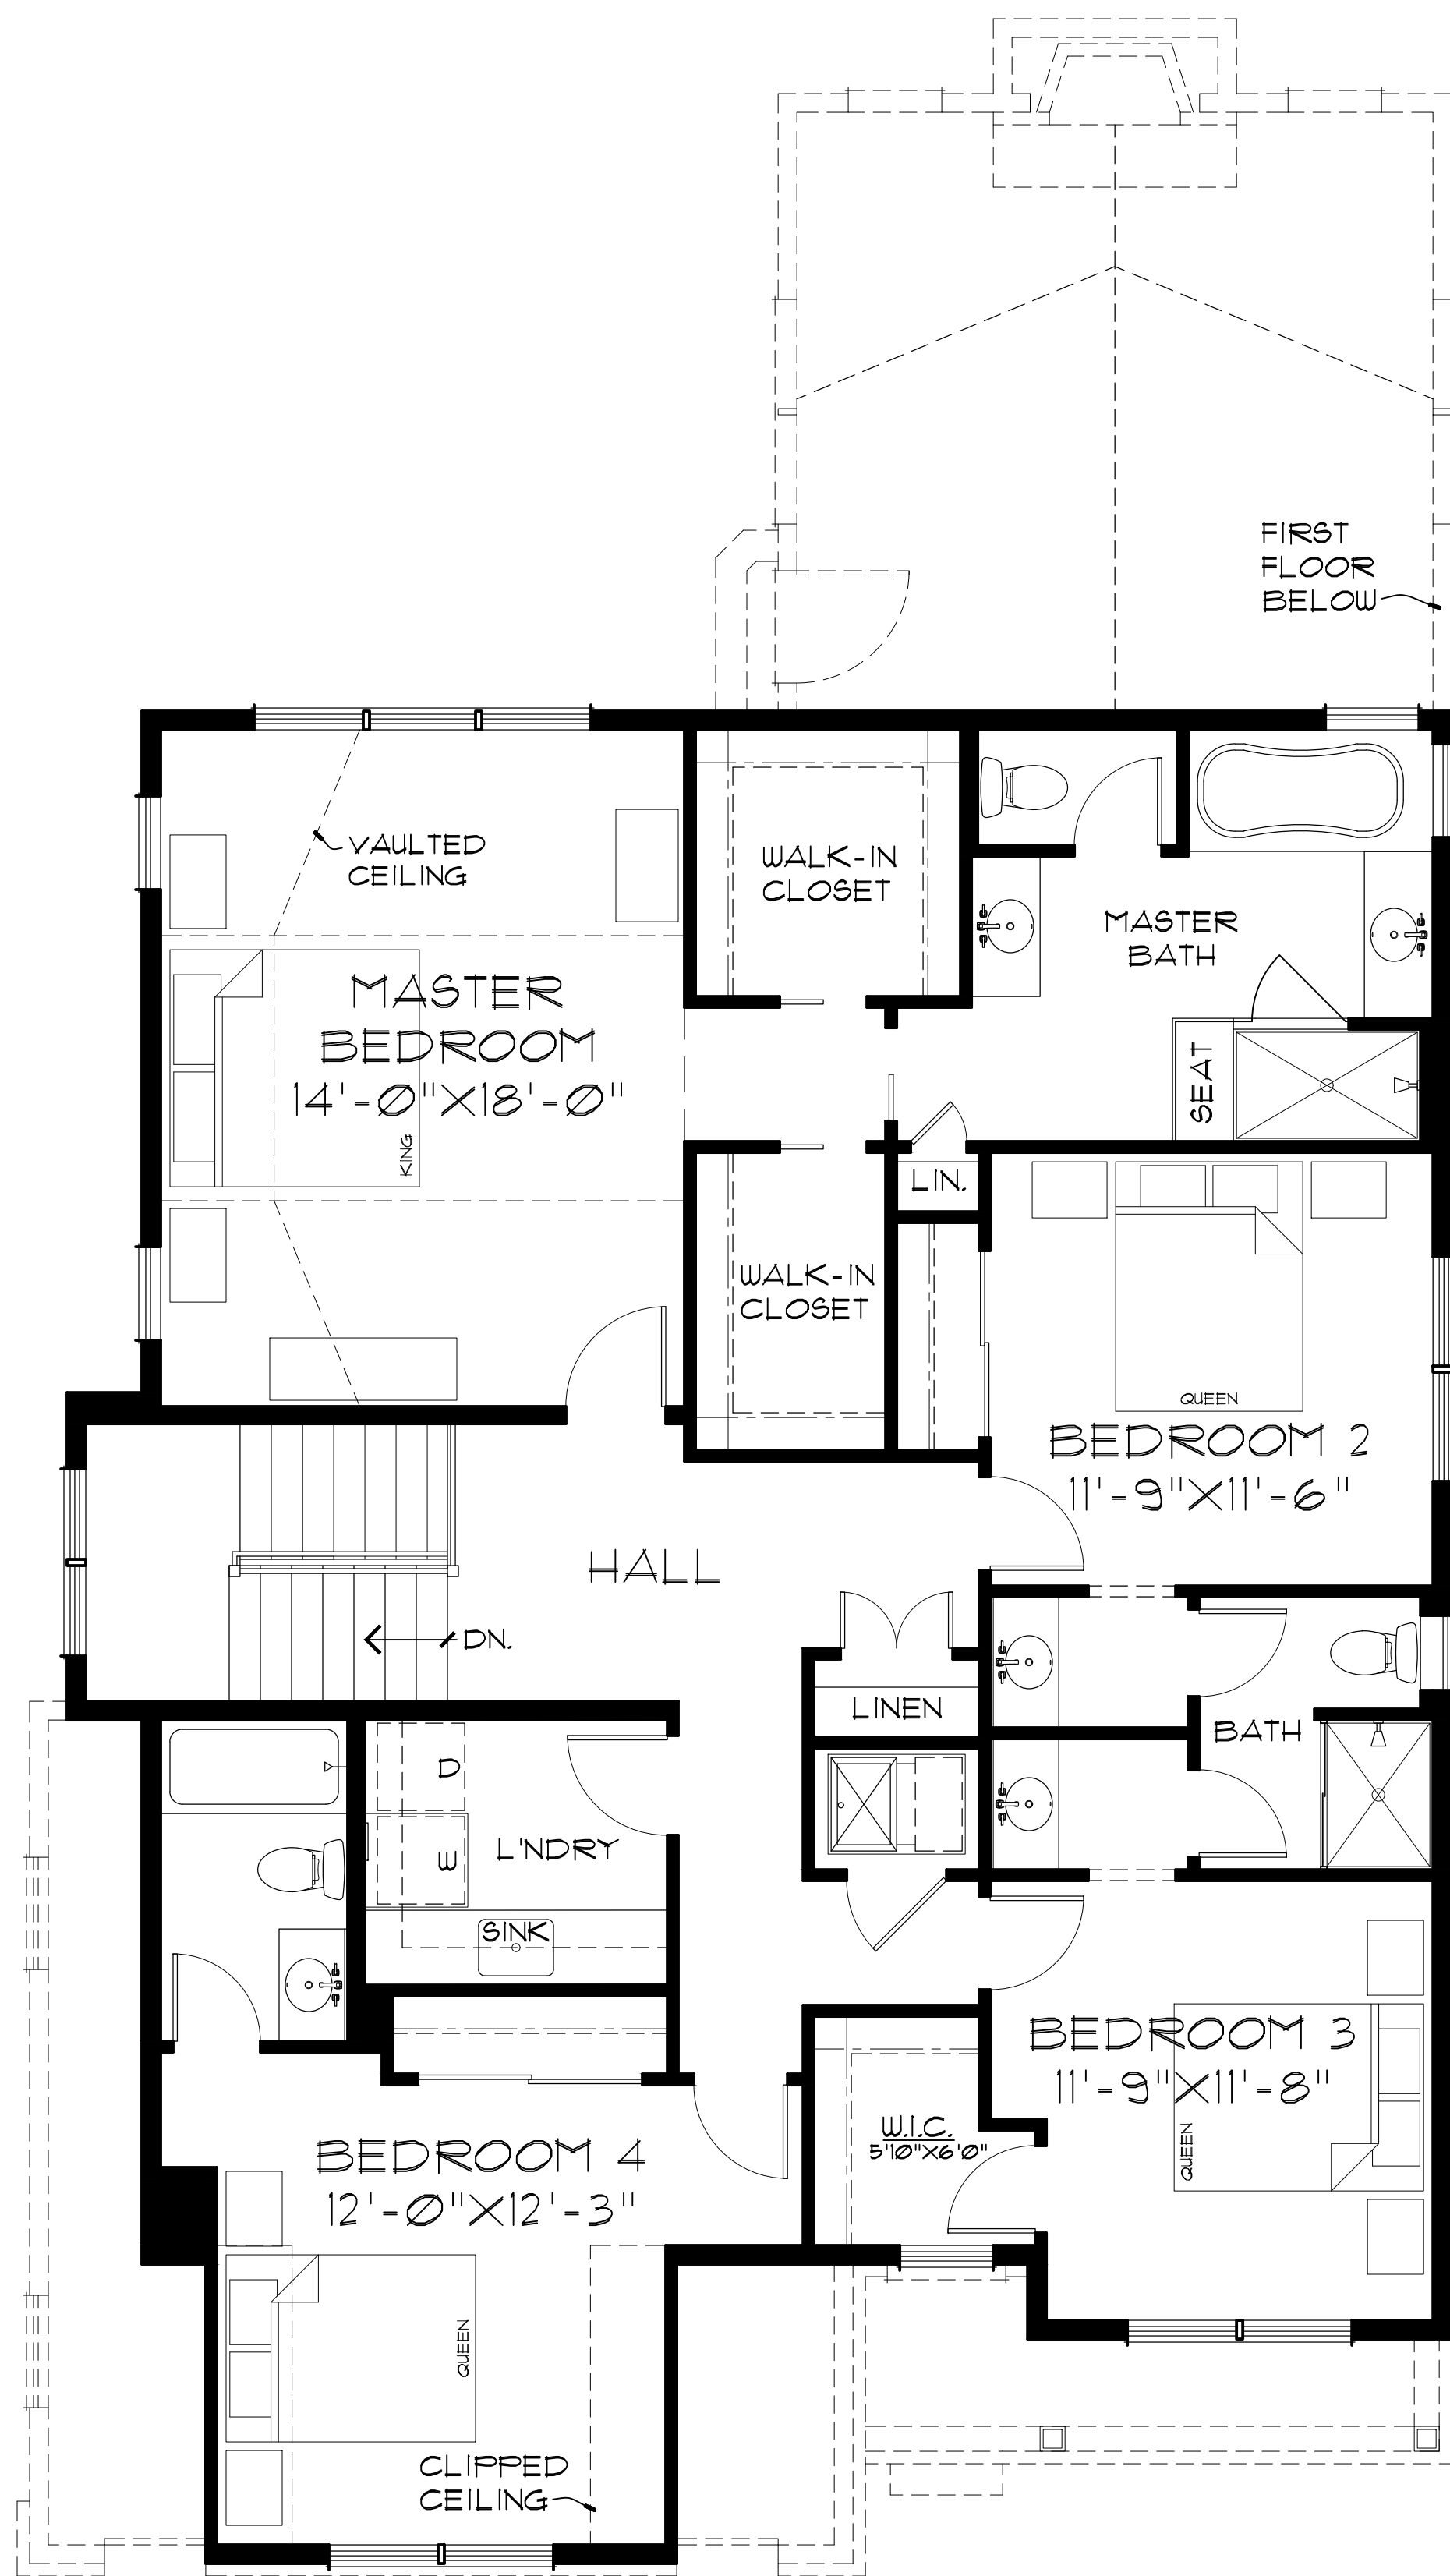 FIRST
FLOOR
BELOW
VAULTED
CEILING
WALK-IN
CLOSET
MASTER
BATH
MASTER
BEDROOM
14'-0"X18'-0"
KING
SEAT
LIN.
WALK-IN
CLOSET
QUEEN
BEDROOM 2
11'-9"X11'-6"
HALL
DN.
LINEN
BATH
D
W
L'NDRY
SINK
BEDROOM 3
11'-9"X11'-8"
QUEEN
W.I.C.
5'10"X6'0"
BEDROOM 4
12'-0"X12'-3"
QUEEN
CLIPPED
CEILING